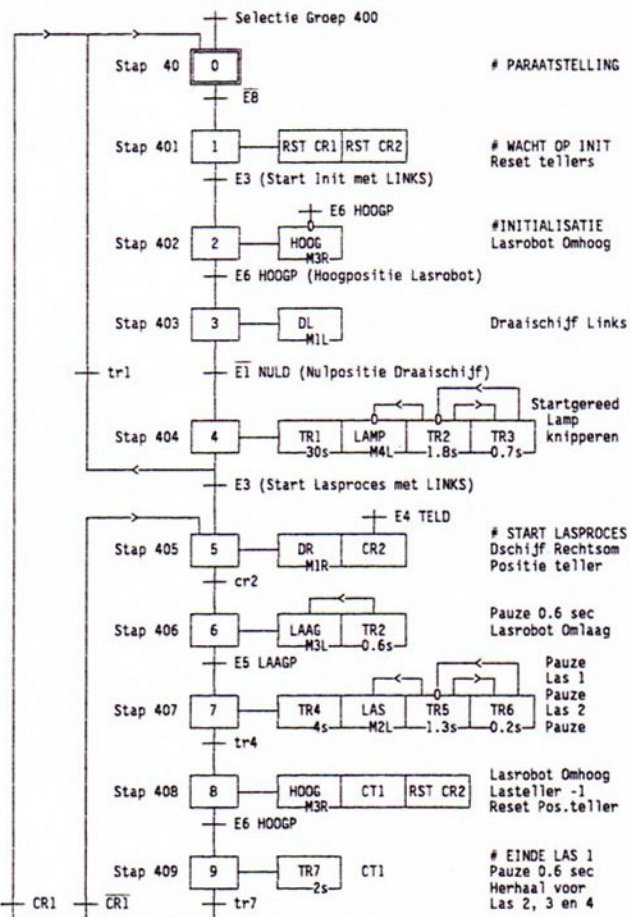 Selectie Groep 400
Stap 40 0 # PARAATSTELLING
E8
Stap 401 1 RST CR1 RST CR2 # WACHT OP INIT
Reset tellers
E3 (Start Init met LINKS)
E6 HOOGP
#INITIALISATIE
Stap 402 2 HOOG Lasrobot Omhoog
M3R
E6 HOOGP (Hoogpositie Lasrobot)
Stap 403 3 DL Draaischijf Links
M1L
tr1 E1 NULD (Nulpositie Draaischijf)
Startgereed
Lamp
Stap 404 4 TR1 LAMP TR2 TR3 knipperen
30s M4L 1.8s 0.7s
E3 (Start Lasproces met LINKS)
E4 TELD
# START LASPROCES
Stap 405 5 DR CR2 Dschijf Rechtsom
M1R Positie teller
cr2
Pauze 0.6 sec
Stap 406 6 LAAG TR2 Lasrobot Omlaag
M3L 0.6s
E5 LAAGP Pauze
Las 1
Pauze
Stap 407 7 TR4 LAS TR5 TR6 Las 2
4s M2L 1.3s 0.2s Pauze
tr4
Lasrobot Omhoog
Stap 408 8 HOOG CT1 RST CR2 Lasteller -1
M3R Reset Pos.teller
E6 HOOGP
# EINDE LAS 1
Stap 409 9 TR7 CT1 Pauze 0.6 sec
2s Herhaal voor
CR1 CR1 tr7 Las 2, 3 en 4